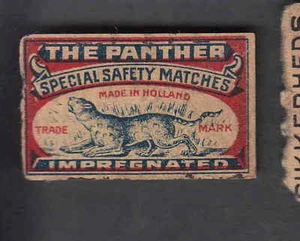 THE PANTHER
SPECIAL SAFETY MATCHES
MADE IN HOLLAND
TRADE MARK
IMPREGNATED